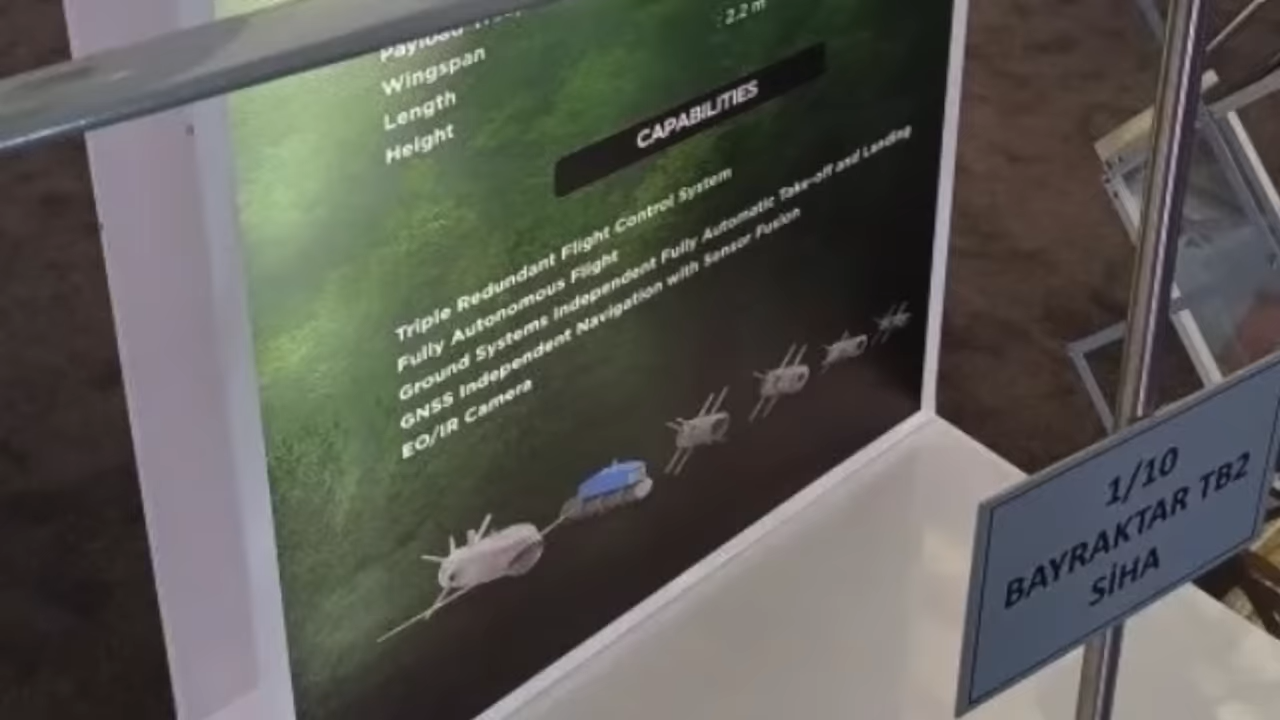 Payload
2.2 m
Wingspan
Length
Height
CAPABILITIES
Triple Redundant Flight Control System
Fully Autonomous Flight
Ground Systems Independent Fully Automatic Take-off and Landing
GNSS Independent Navigation with Sensor Fusion
EO/IR Camera
1/10
BAYRAKTAR TB2
SİHA